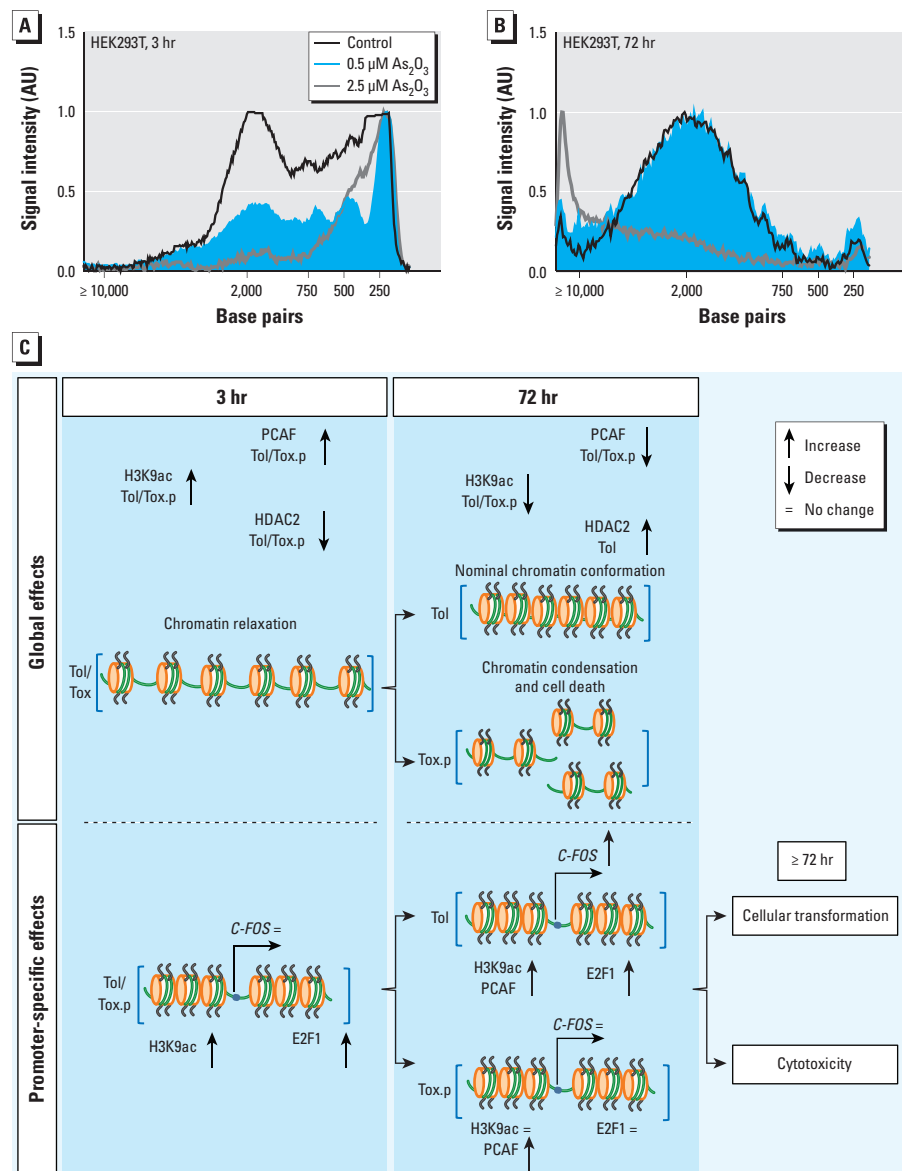 A
1.5
1.0
0.5
0.0
Signal intensity (AU)
HEK293T, 3 hr
Control
0.5 µM As₂O₃
2.5 µM As₂O₃
≥ 10,000
2,000
750
500
250
Base pairs
B
1.5
1.0
0.5
0.0
Signal intensity (AU)
HEK293T, 72 hr
≥ 10,000
2,000
750
500
250
Base pairs
C
3 hr
72 hr
Global effects
PCAF
Tol/Tox.p
H3K9ac
Tol/Tox.p
HDAC2
Tol/Tox.p
Chromatin relaxation
Tol/
Tox
PCAF
Tol/Tox.p
H3K9ac
Tol/Tox.p
HDAC2
Tol
Nominal chromatin conformation
Tol
Chromatin condensation
and cell death
Tox.p
Increase
Decrease
= No change
Promoter-specific effects
C-FOS =
Tol/
Tox.p
H3K9ac
E2F1
C-FOS
Tol
H3K9ac
PCAF
E2F1
C-FOS =
Tox.p
H3K9ac =
PCAF
E2F1 =
≥ 72 hr
Cellular transformation
Cytotoxicity